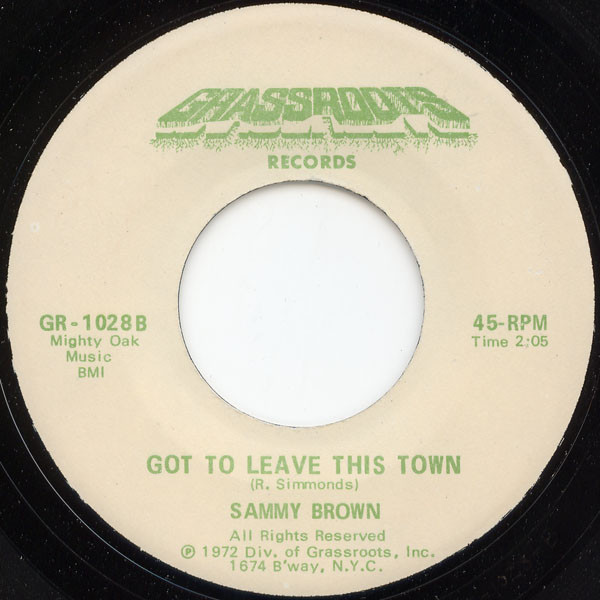 GRASSROOTS
RECORDS
GR-1028B
Mighty Oak
Music
BMI
45-RPM
Time 2:05
GOT TO LEAVE THIS TOWN
(R. Simmonds)
SAMMY BROWN
All Rights Reserved
℗ 1972 Div. of Grassroots, Inc.
1674 B'way, N.Y.C.